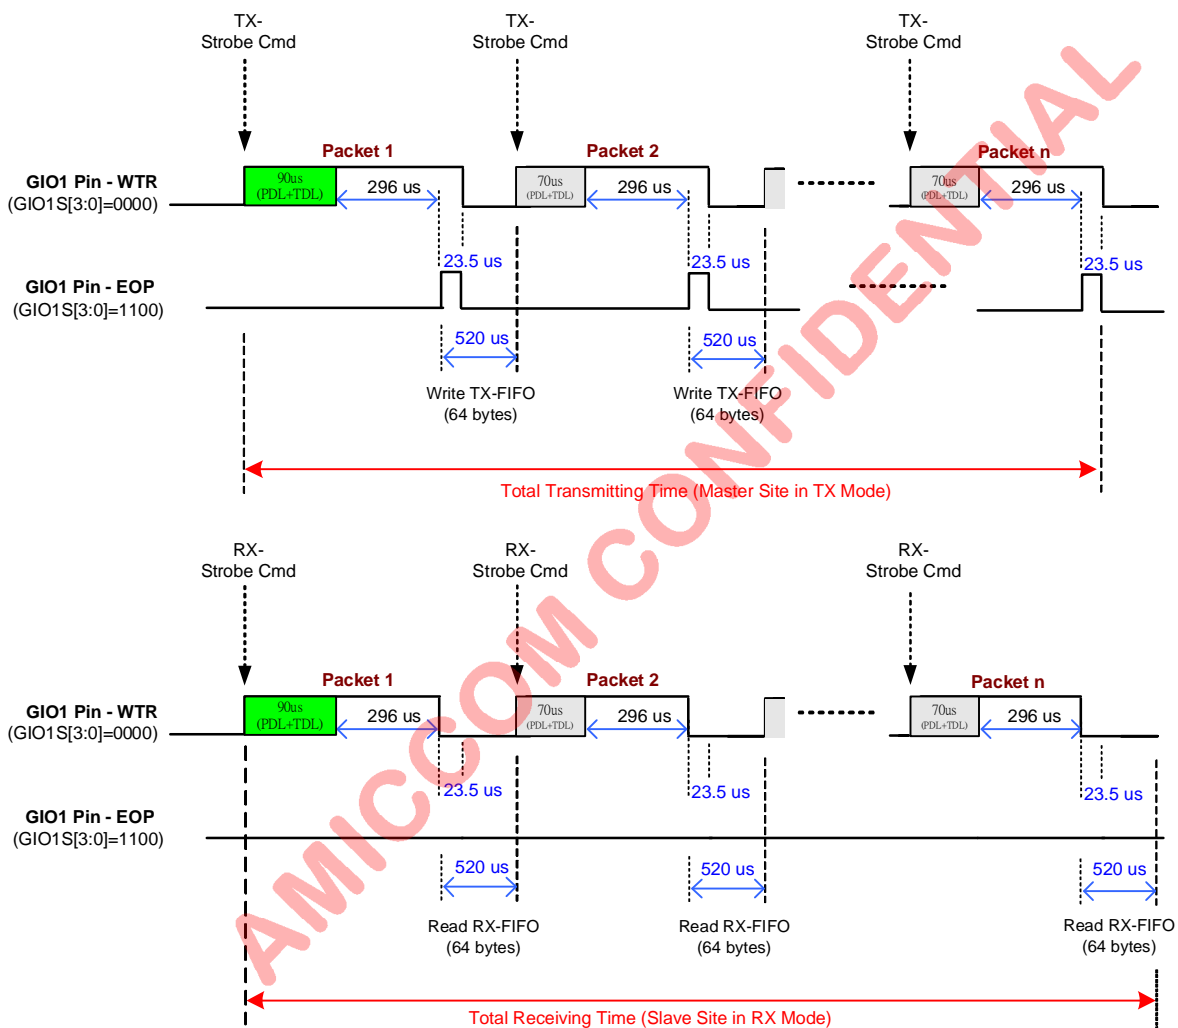 TX-
Strobe Cmd
TX-
Strobe Cmd
TX-
Strobe Cmd
Packet 1
Packet 2
Packet n
GIO1 Pin - WTR
(GIO1S[3:0]=0000)
90us
(PDL+TDL)
296 us
70us
(PDL+TDL)
296 us
70us
(PDL+TDL)
296 us
23.5 us
23.5 us
23.5 us
GIO1 Pin - EOP
(GIO1S[3:0]=1100)
520 us
520 us
Write TX-FIFO
(64 bytes)
Write TX-FIFO
(64 bytes)
Total Transmitting Time (Master Site in TX Mode)
RX-
Strobe Cmd
RX-
Strobe Cmd
RX-
Strobe Cmd
Packet 1
Packet 2
Packet n
GIO1 Pin - WTR
(GIO1S[3:0]=0000)
90us
(PDL+TDL)
296 us
70us
(PDL+TDL)
296 us
70us
(PDL+TDL)
296 us
23.5 us
23.5 us
23.5 us
GIO1 Pin - EOP
(GIO1S[3:0]=1100)
520 us
520 us
520 us
Read RX-FIFO
(64 bytes)
Read RX-FIFO
(64 bytes)
Read RX-FIFO
(64 bytes)
Total Receiving Time (Slave Site in RX Mode)
AMICCOM CONFIDENTIAL